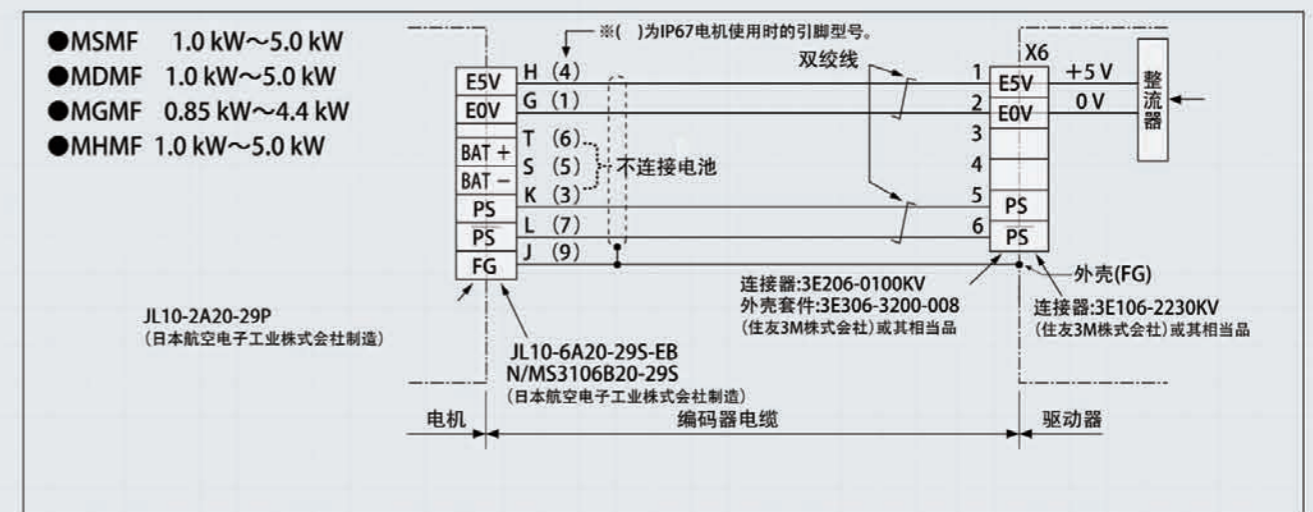 ●MSMF 1.0 kW～5.0 kW
●MDMF 1.0 kW～5.0 kW
●MGMF 0.85 kW～4.4 kW
●MHMF 1.0 kW～5.0 kW
※( )为IP67电机使用时的引脚型号。
双绞线
X6
E5V H (4) 1 E5V +5 V
E0V G (1) 2 E0V 0 V
整流器
T (6) 3
BAT + S (5) 不连接电池 4
BAT − K (3) 5 PS
PS L (7) 6 P̅S̅
P̅S̅ J (9)
FG
外壳(FG)
连接器:3E206-0100KV
外壳套件:3E306-3200-008
(住友3M株式会社)或其相当品
连接器:3E106-2230KV
(住友3M株式会社)或其相当品
JL10-2A20-29P
(日本航空电子工业株式会社制造)
JL10-6A20-29S-EB
N/MS3106B20-29S
(日本航空电子工业株式会社制造)
电机 编码器电缆 驱动器